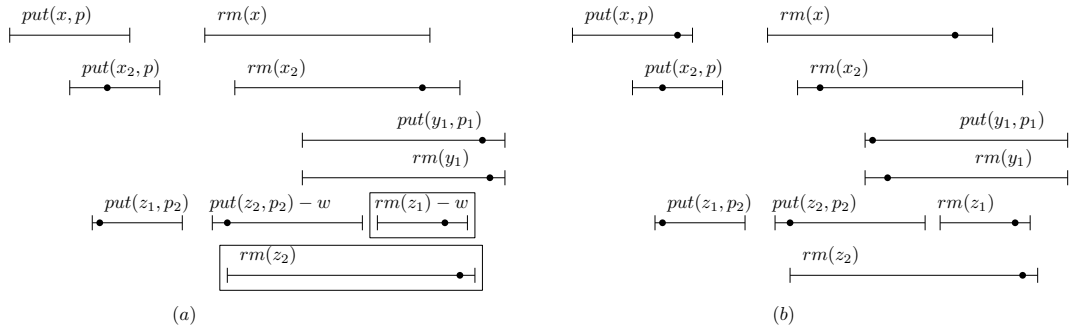 put(x, p) rm(x) put(x, p) rm(x)
put(x₂, p) rm(x₂) put(x₂, p) rm(x₂)
put(y₁, p₁) put(y₁, p₁)
rm(y₁) rm(y₁)
put(z₁, p₂) put(z₂, p₂) − w rm(z₁) − w put(z₁, p₂) put(z₂, p₂) rm(z₁)
rm(z₂) rm(z₂)
(a) (b)